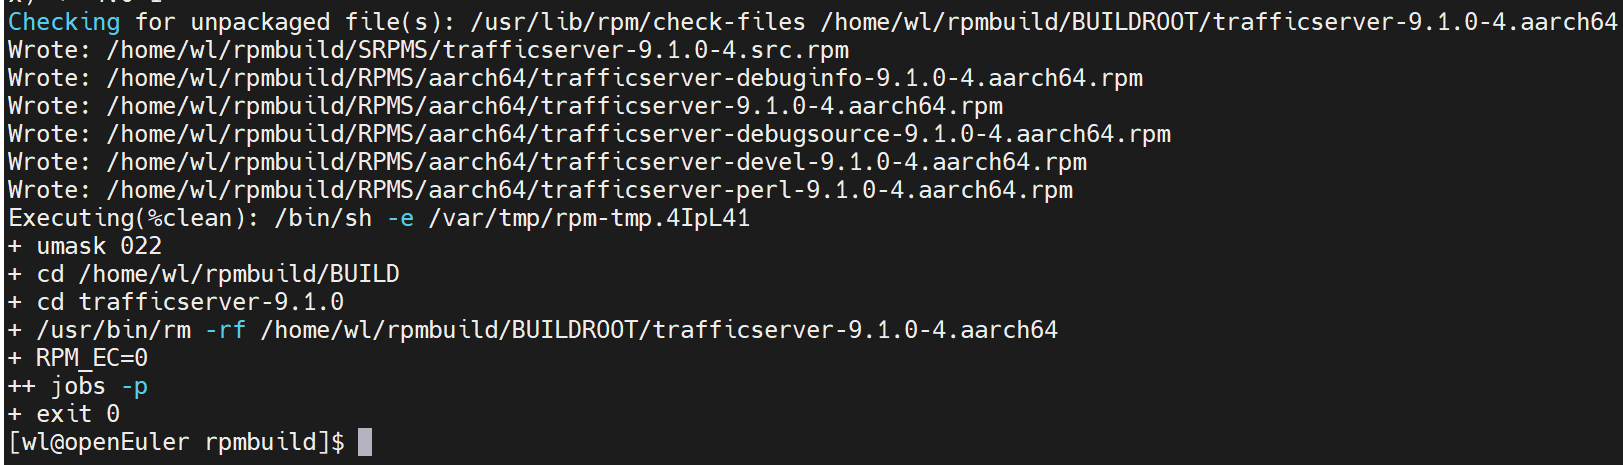 Checking for unpackaged file(s): /usr/lib/rpm/check-files /home/wl/rpmbuild/BUILDROOT/trafficserver-9.1.0-4.aarch64
Wrote: /home/wl/rpmbuild/SRPMS/trafficserver-9.1.0-4.src.rpm
Wrote: /home/wl/rpmbuild/RPMS/aarch64/trafficserver-debuginfo-9.1.0-4.aarch64.rpm
Wrote: /home/wl/rpmbuild/RPMS/aarch64/trafficserver-9.1.0-4.aarch64.rpm
Wrote: /home/wl/rpmbuild/RPMS/aarch64/trafficserver-debugsource-9.1.0-4.aarch64.rpm
Wrote: /home/wl/rpmbuild/RPMS/aarch64/trafficserver-devel-9.1.0-4.aarch64.rpm
Wrote: /home/wl/rpmbuild/RPMS/aarch64/trafficserver-perl-9.1.0-4.aarch64.rpm
Executing(%clean): /bin/sh -e /var/tmp/rpm-tmp.4IpL41
+ umask 022
+ cd /home/wl/rpmbuild/BUILD
+ cd trafficserver-9.1.0
+ /usr/bin/rm -rf /home/wl/rpmbuild/BUILDROOT/trafficserver-9.1.0-4.aarch64
+ RPM_EC=0
++ jobs -p
+ exit 0
[wl@openEuler rpmbuild]$